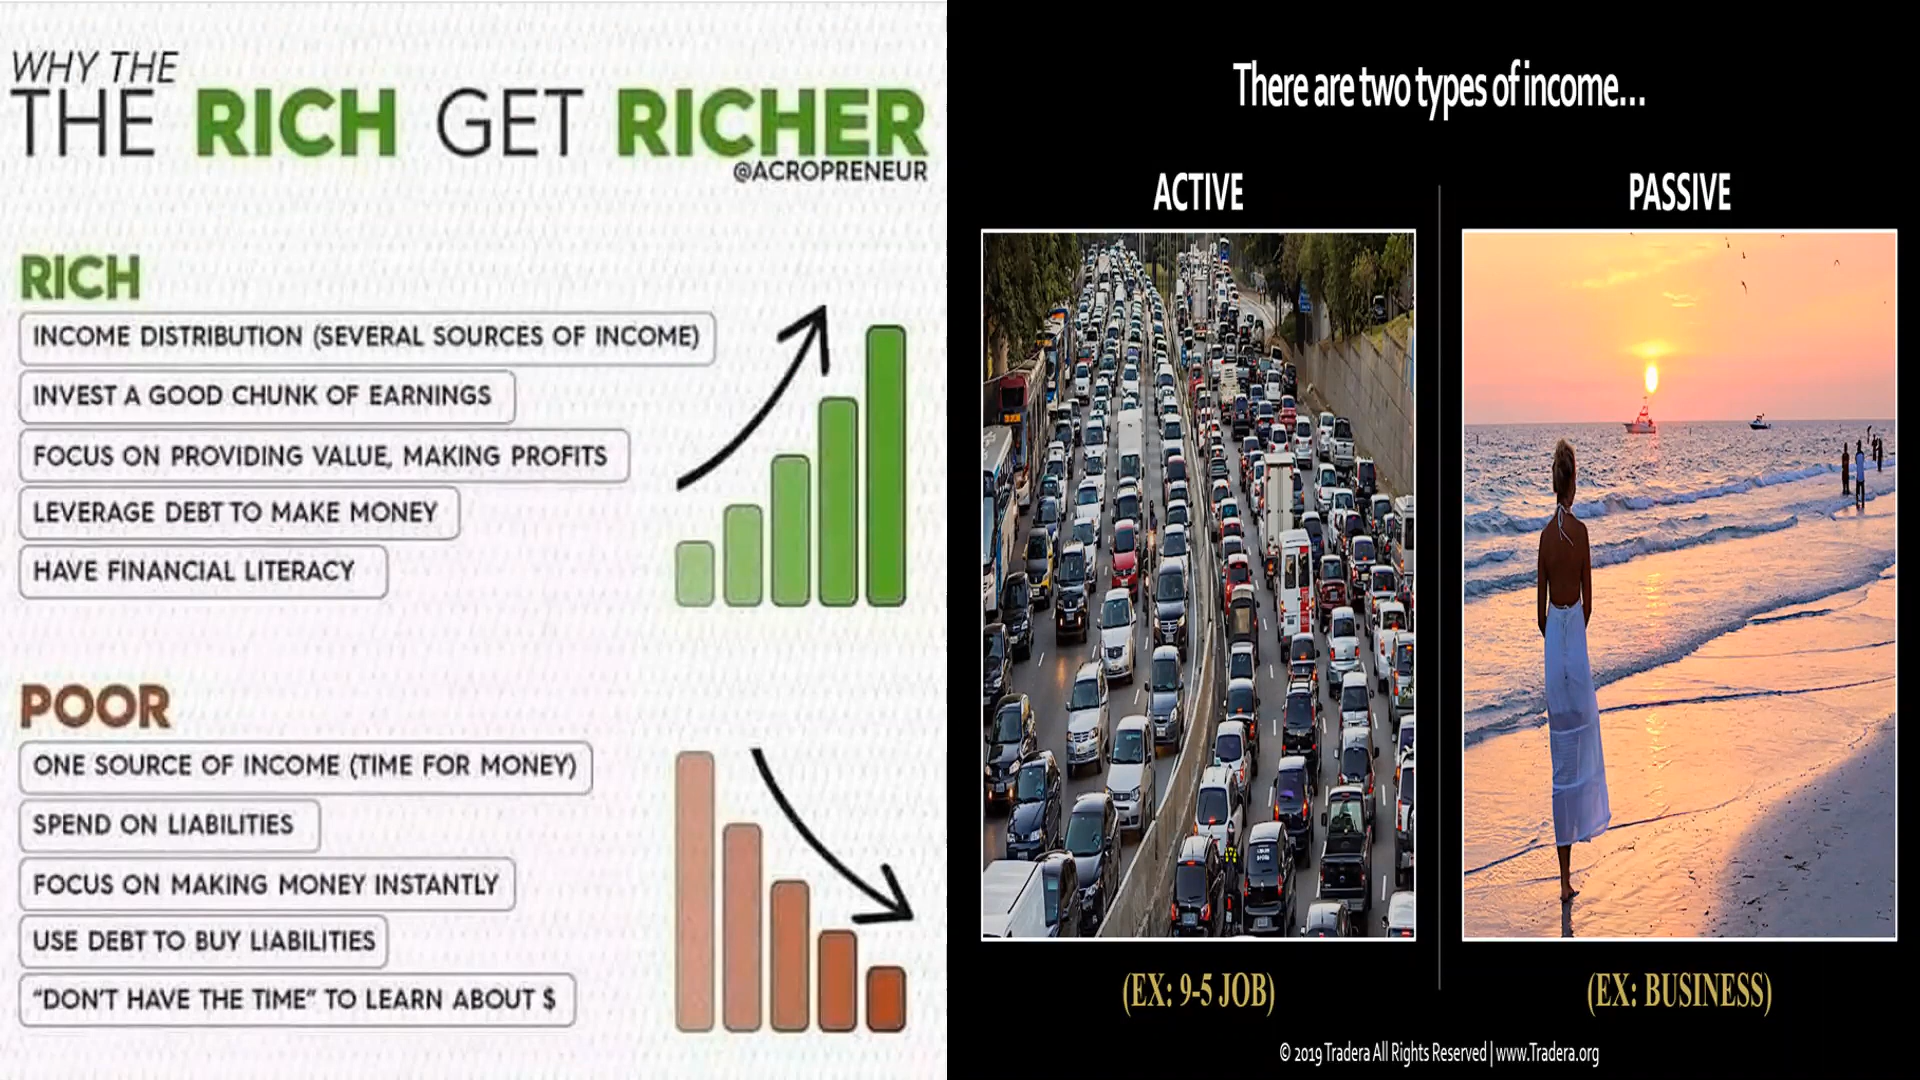 WHY THE
THE RICH GET RICHER
@ACROPRENEUR
RICH
INCOME DISTRIBUTION (SEVERAL SOURCES OF INCOME)
INVEST A GOOD CHUNK OF EARNINGS
FOCUS ON PROVIDING VALUE, MAKING PROFITS
LEVERAGE DEBT TO MAKE MONEY
HAVE FINANCIAL LITERACY
POOR
ONE SOURCE OF INCOME (TIME FOR MONEY)
SPEND ON LIABILITIES
FOCUS ON MAKING MONEY INSTANTLY
USE DEBT TO BUY LIABILITIES
“DON'T HAVE THE TIME” TO LEARN ABOUT $
There are two types of income...
ACTIVE
PASSIVE
(EX: 9-5 JOB)
(EX: BUSINESS)
© 2019 Tradera All Rights Reserved | www.Tradera.org